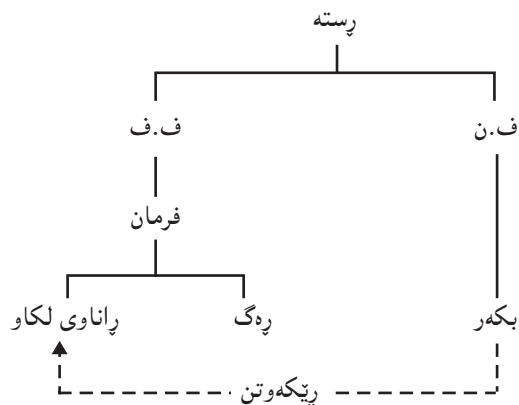 ڕستە
ف.ن
ف.ف
فرمان
بکەر
ڕەگ
ڕاناوی لکاو
ڕێکەوتن